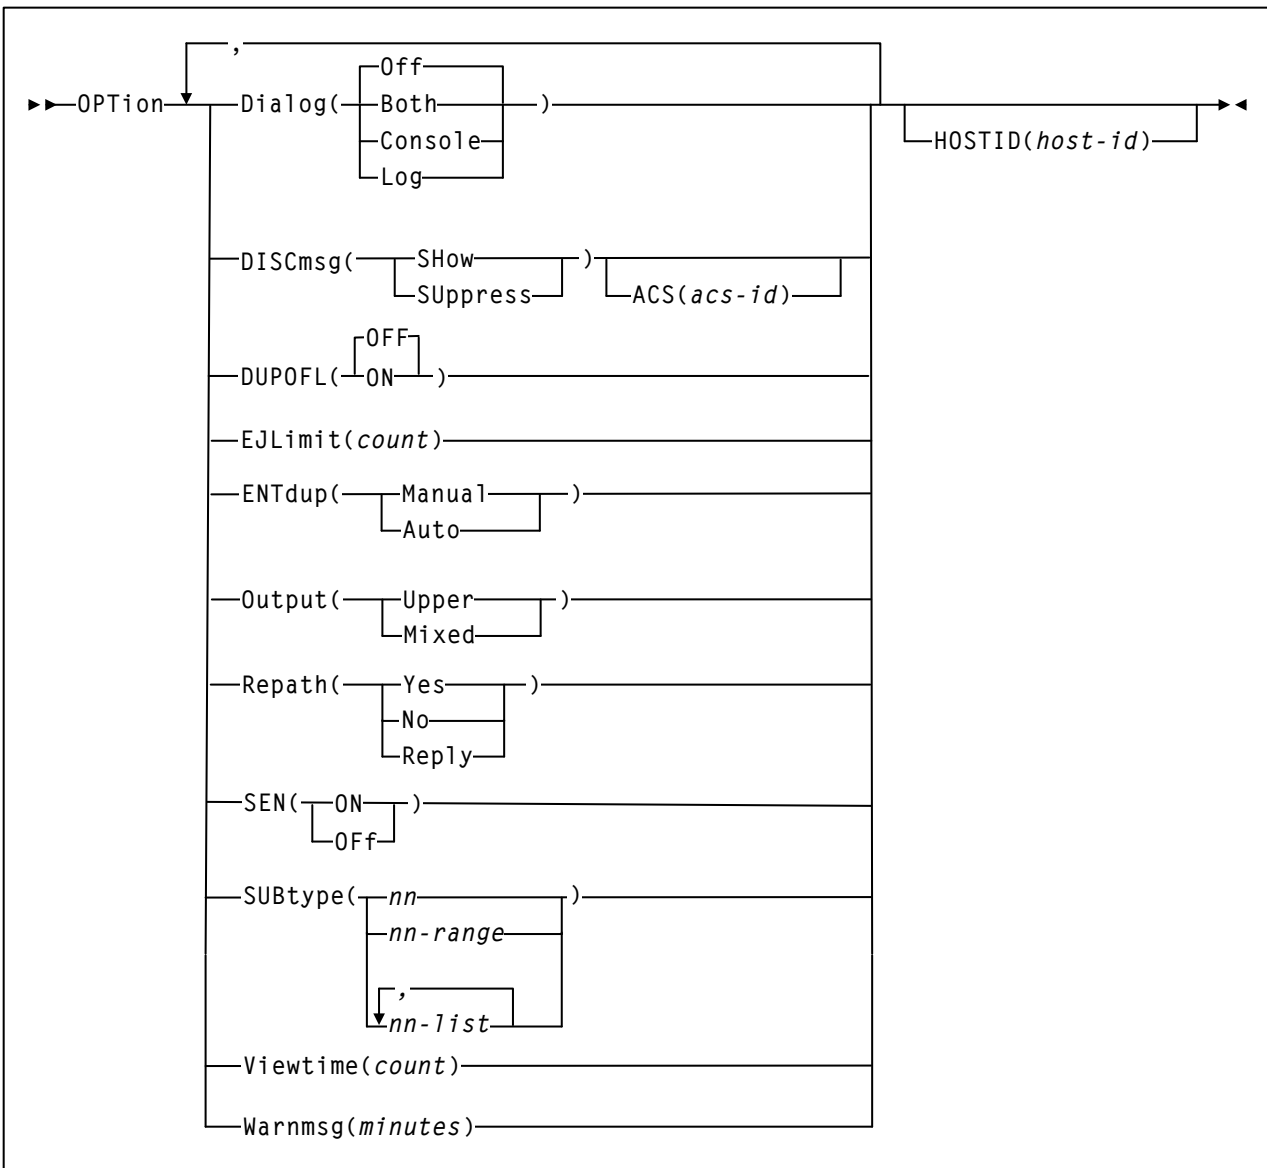 ,
Off
OPTion Dialog( Both )
Console
Log
HOSTID(host-id)
DISCmsg( SHow )
SUppress
ACS(acs-id)
OFF
DUPOFL( ON )
EJLimit(count)
ENTdup( Manual )
Auto
Output( Upper )
Mixed
Repath( Yes )
No
Reply
SEN( ON )
OFf
SUBtype( nn )
nn-range
,
nn-list
Viewtime(count)
Warnmsg(minutes)